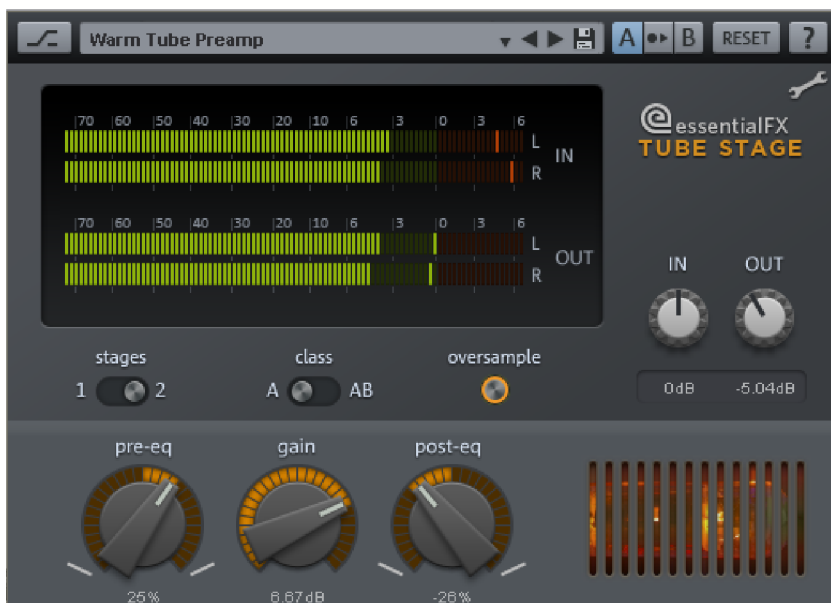 Warm Tube Preamp
A B RESET ?
essentialFX
TUBE STAGE
70 60 50 40 30 20 10 6 3 0 3 6
L
IN
R
70 60 50 40 30 20 10 6 3 0 3 6
L
OUT
R
IN OUT
0dB -5.04dB
stages class oversample
1 2 A AB
pre-eq gain post-eq
25% 6.67dB -26%